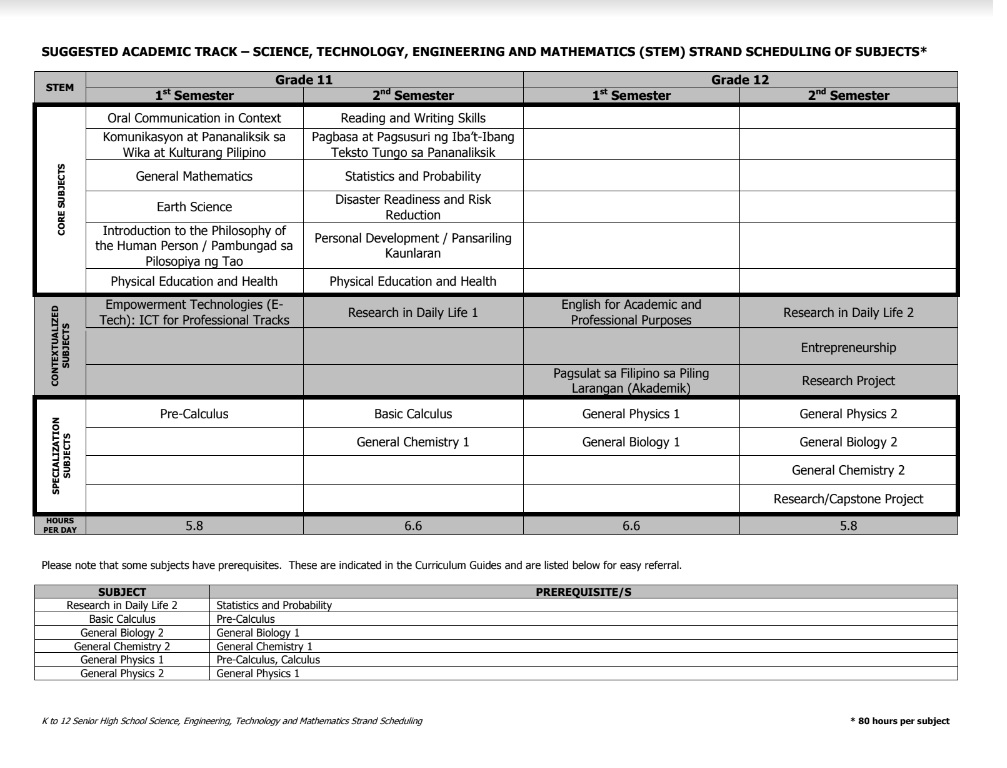 SUGGESTED ACADEMIC TRACK – SCIENCE, TECHNOLOGY, ENGINEERING AND MATHEMATICS (STEM) STRAND SCHEDULING OF SUBJECTS*
STEM
Grade 11
Grade 12
1st Semester
2nd Semester
1st Semester
2nd Semester
CORE SUBJECTS
Oral Communication in Context
Reading and Writing Skills
Komunikasyon at Pananaliksik sa
Wika at Kulturang Pilipino
Pagbasa at Pagsusuri ng Iba't-Ibang
Teksto Tungo sa Pananaliksik
General Mathematics
Statistics and Probability
Earth Science
Disaster Readiness and Risk
Reduction
Introduction to the Philosophy of
the Human Person / Pambungad sa
Pilosopiya ng Tao
Personal Development / Pansariling
Kaunlaran
Physical Education and Health
Physical Education and Health
CONTEXTUALIZED
SUBJECTS
Empowerment Technologies (E-
Tech): ICT for Professional Tracks
Research in Daily Life 1
English for Academic and
Professional Purposes
Research in Daily Life 2
Entrepreneurship
Pagsulat sa Filipino sa Piling
Larangan (Akademik)
Research Project
SPECIALIZATION
SUBJECTS
Pre-Calculus
Basic Calculus
General Physics 1
General Physics 2
General Chemistry 1
General Biology 1
General Biology 2
General Chemistry 2
Research/Capstone Project
HOURS
PER DAY
5.8
6.6
6.6
5.8
Please note that some subjects have prerequisites.  These are indicated in the Curriculum Guides and are listed below for easy referral.
SUBJECT
PREREQUISITE/S
Research in Daily Life 2
Statistics and Probability
Basic Calculus
Pre-Calculus
General Biology 2
General Biology 1
General Chemistry 2
General Chemistry 1
General Physics 1
Pre-Calculus, Calculus
General Physics 2
General Physics 1
K to 12 Senior High School Science, Engineering, Technology and Mathematics Strand Scheduling
* 80 hours per subject